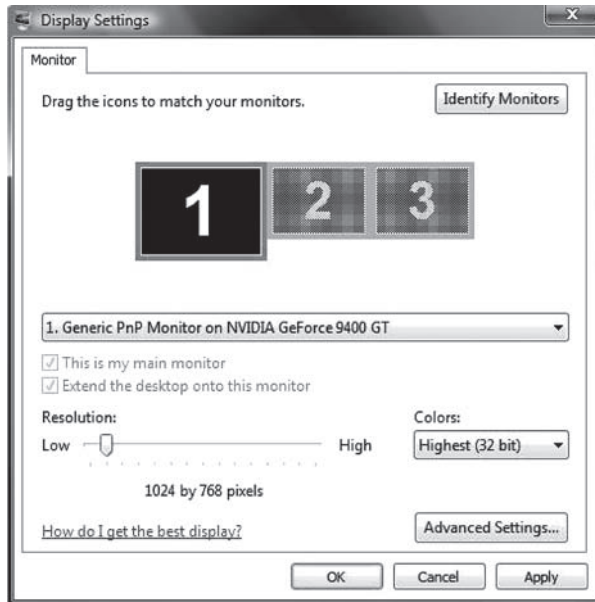 Display Settings
Monitor
Drag the icons to match your monitors.
Identify Monitors
1 2 3
1. Generic PnP Monitor on NVIDIA GeForce 9400 GT
This is my main monitor
Extend the desktop onto this monitor
Resolution:
Colors:
Low
High
Highest (32 bit)
1024 by 768 pixels
How do I get the best display?
Advanced Settings...
OK
Cancel
Apply